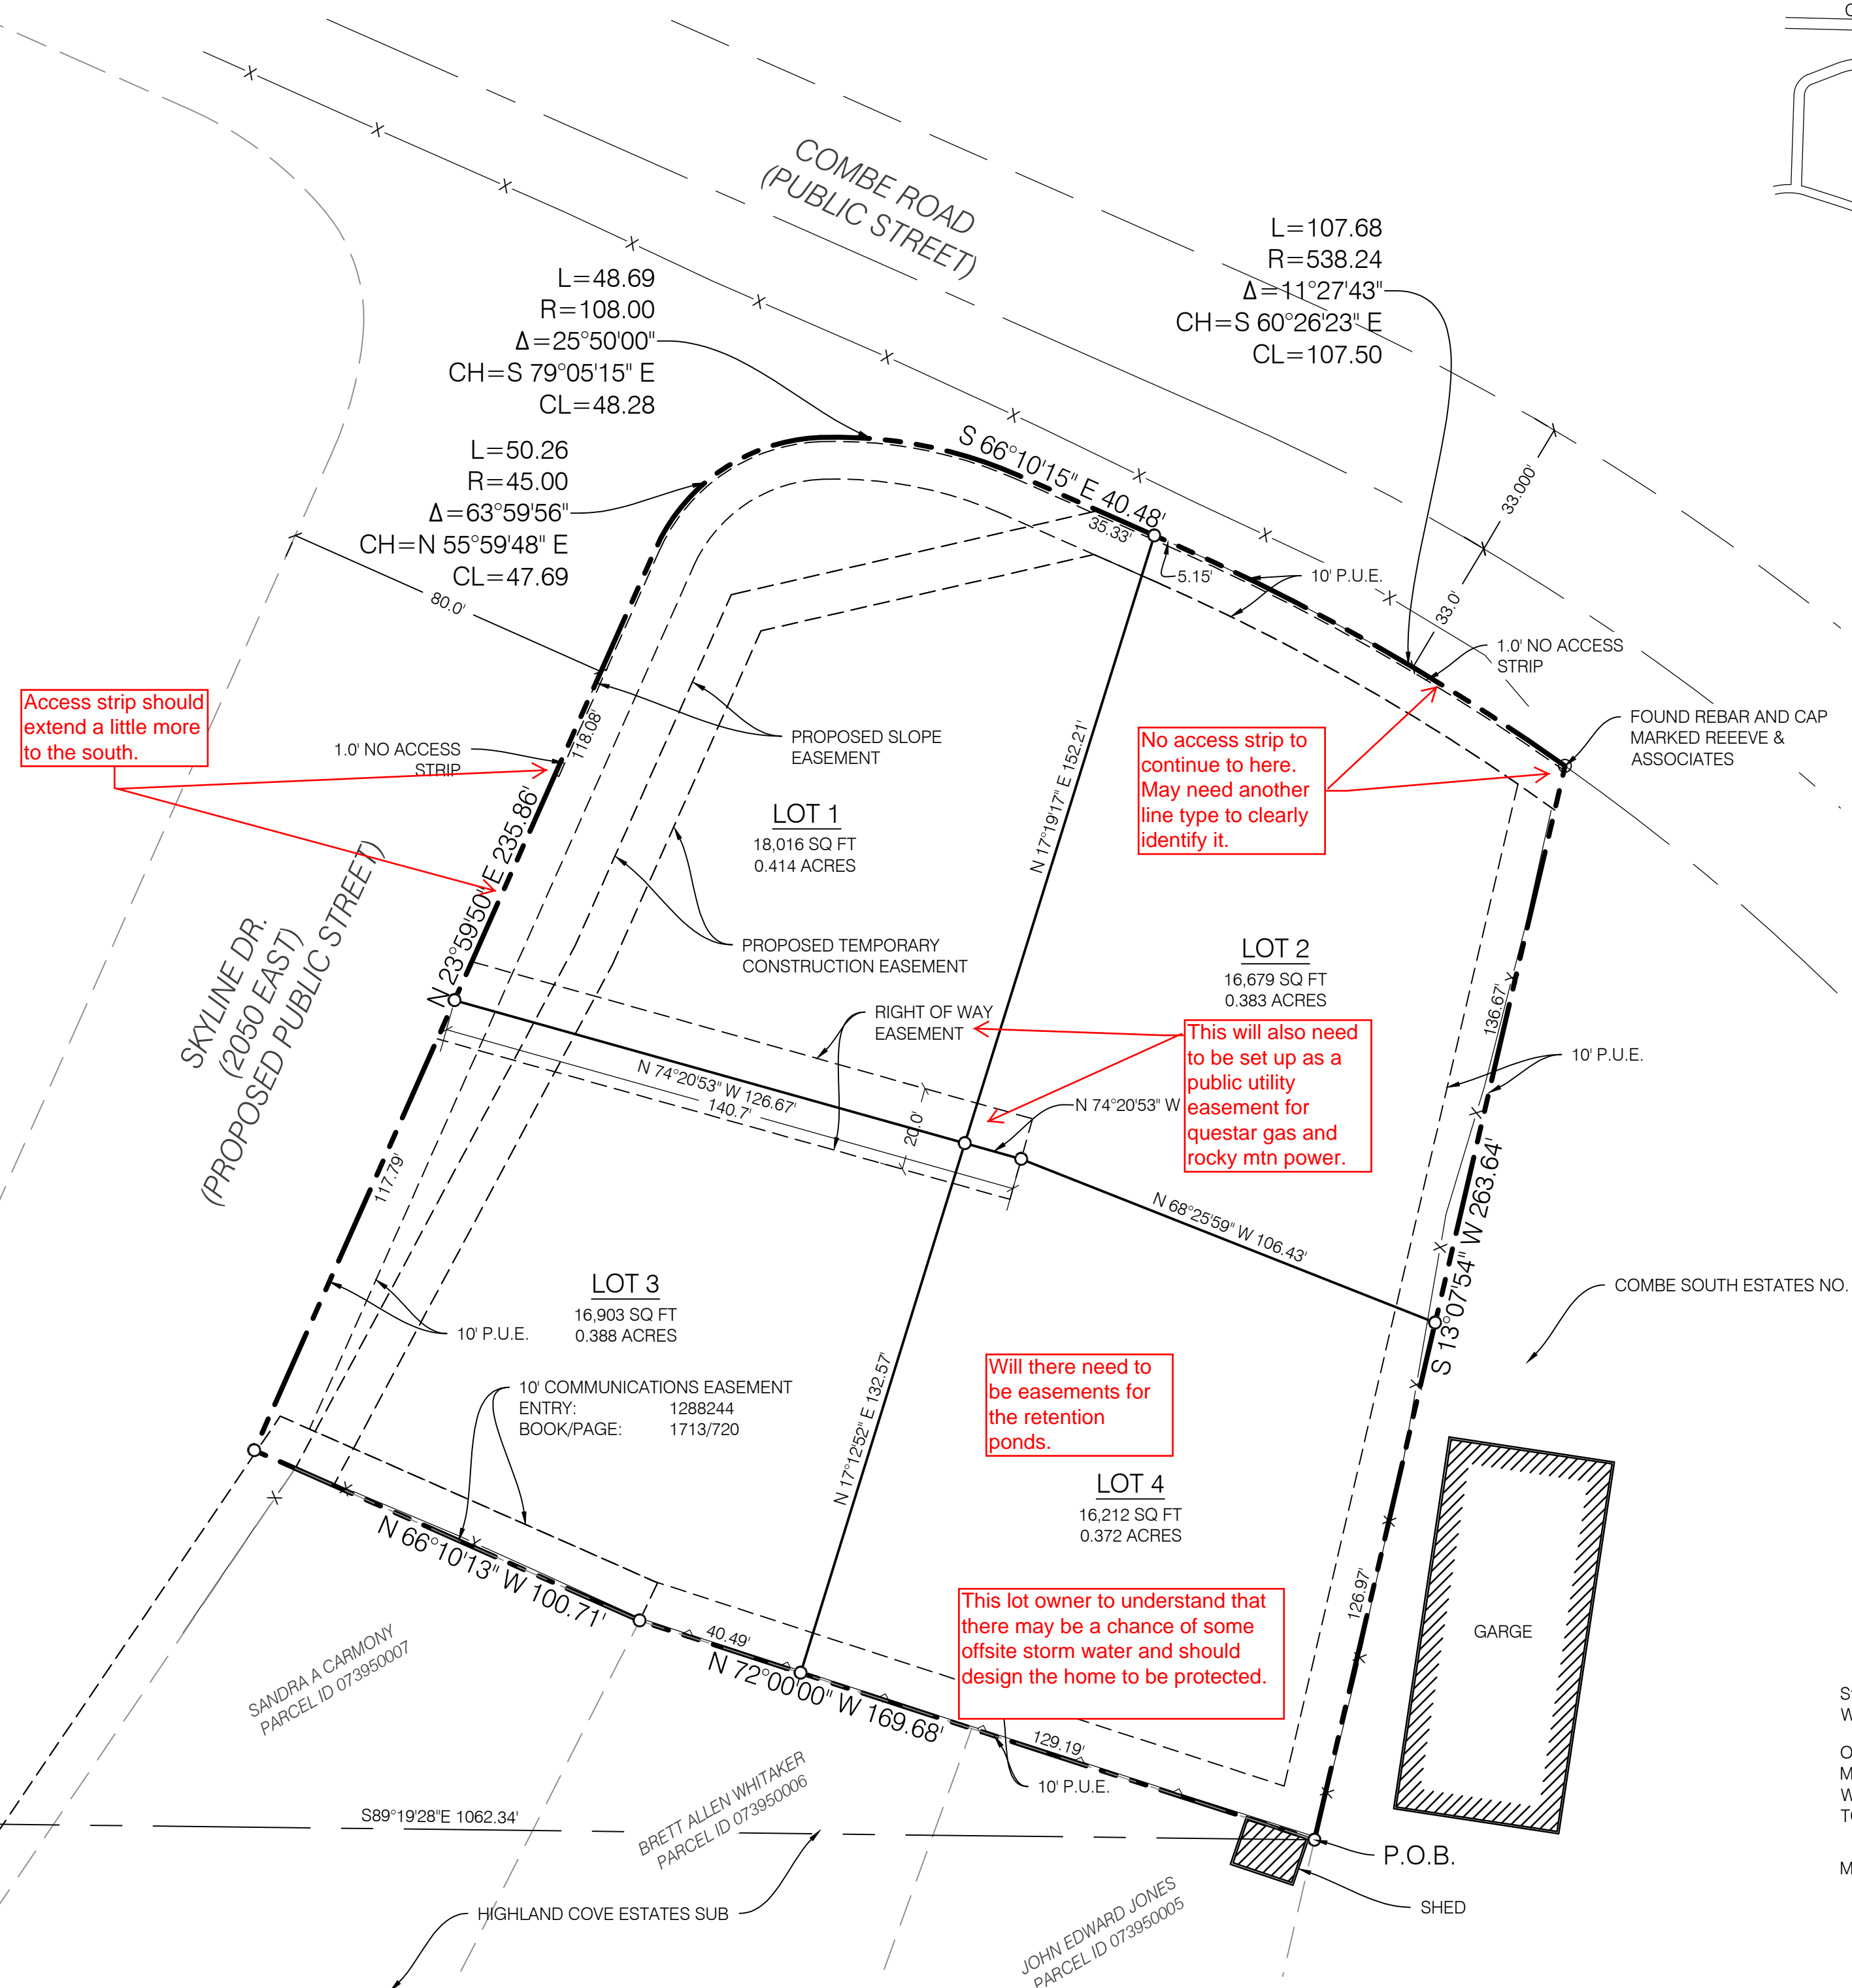 COMBE ROAD
(PUBLIC STREET)
L=107.68
R=538.24
Δ=11°27'43"
CH=S 60°26'23" E
CL=107.50
L=48.69
R=108.00
Δ=25°50'00"
CH=S 79°05'15" E
CL=48.28
L=50.26
R=45.00
Δ=63°59'56"
CH=N 55°59'48" E
CL=47.69
S 66°10'15" E 40.48'
35.33'
5.15'
10' P.U.E.
33.000'
33.0'
80.0'
1.0' NO ACCESS
STRIP
FOUND REBAR AND CAP
MARKED REEEVE &
ASSOCIATES
Access strip should
extend a little more
to the south.
1.0' NO ACCESS
STRIP
118.08'
PROPOSED SLOPE
EASEMENT
No access strip to
continue to here.
May need another
line type to clearly
identify it.
N 17°19'17" E 152.21'
LOT 1
18,016 SQ FT
0.414 ACRES
N 23°59'50" E 235.86'
SKYLINE DR.
(2050 EAST)
(PROPOSED PUBLIC STREET)
PROPOSED TEMPORARY
CONSTRUCTION EASEMENT
LOT 2
16,679 SQ FT
0.383 ACRES
136.67'
RIGHT OF WAY
EASEMENT
This will also need
to be set up as a
public utility
easement for
questar gas and
rocky mtn power.
10' P.U.E.
N 74°20'53" W 126.67'
140.7'
20.0'
N 74°20'53" W
117.79'
N 68°25'59" W 106.43'
S 13°07'54" W 263.64'
LOT 3
16,903 SQ FT
0.388 ACRES
10' P.U.E.
COMBE SOUTH ESTATES NO.
10' COMMUNICATIONS EASEMENT
ENTRY: 1288244
BOOK/PAGE: 1713/720
N 17°12'52" E 132.57'
Will there need to
be easements for
the retention
ponds.
LOT 4
16,212 SQ FT
0.372 ACRES
N 66°10'13" W 100.71'
126.97'
GARGE
This lot owner to understand that
there may be a chance of some
offsite storm water and should
design the home to be protected.
40.49'
N 72°00'00" W 169.68'
129.19'
10' P.U.E.
SANDRA A CARMONY
PARCEL ID 073950007
BRETT ALLEN WHITAKER
PARCEL ID 073950006
S89°19'28"E 1062.34'
P.O.B.
SHED
HIGHLAND COVE ESTATES SUB
JOHN EDWARD JONES
PARCEL ID 073950005